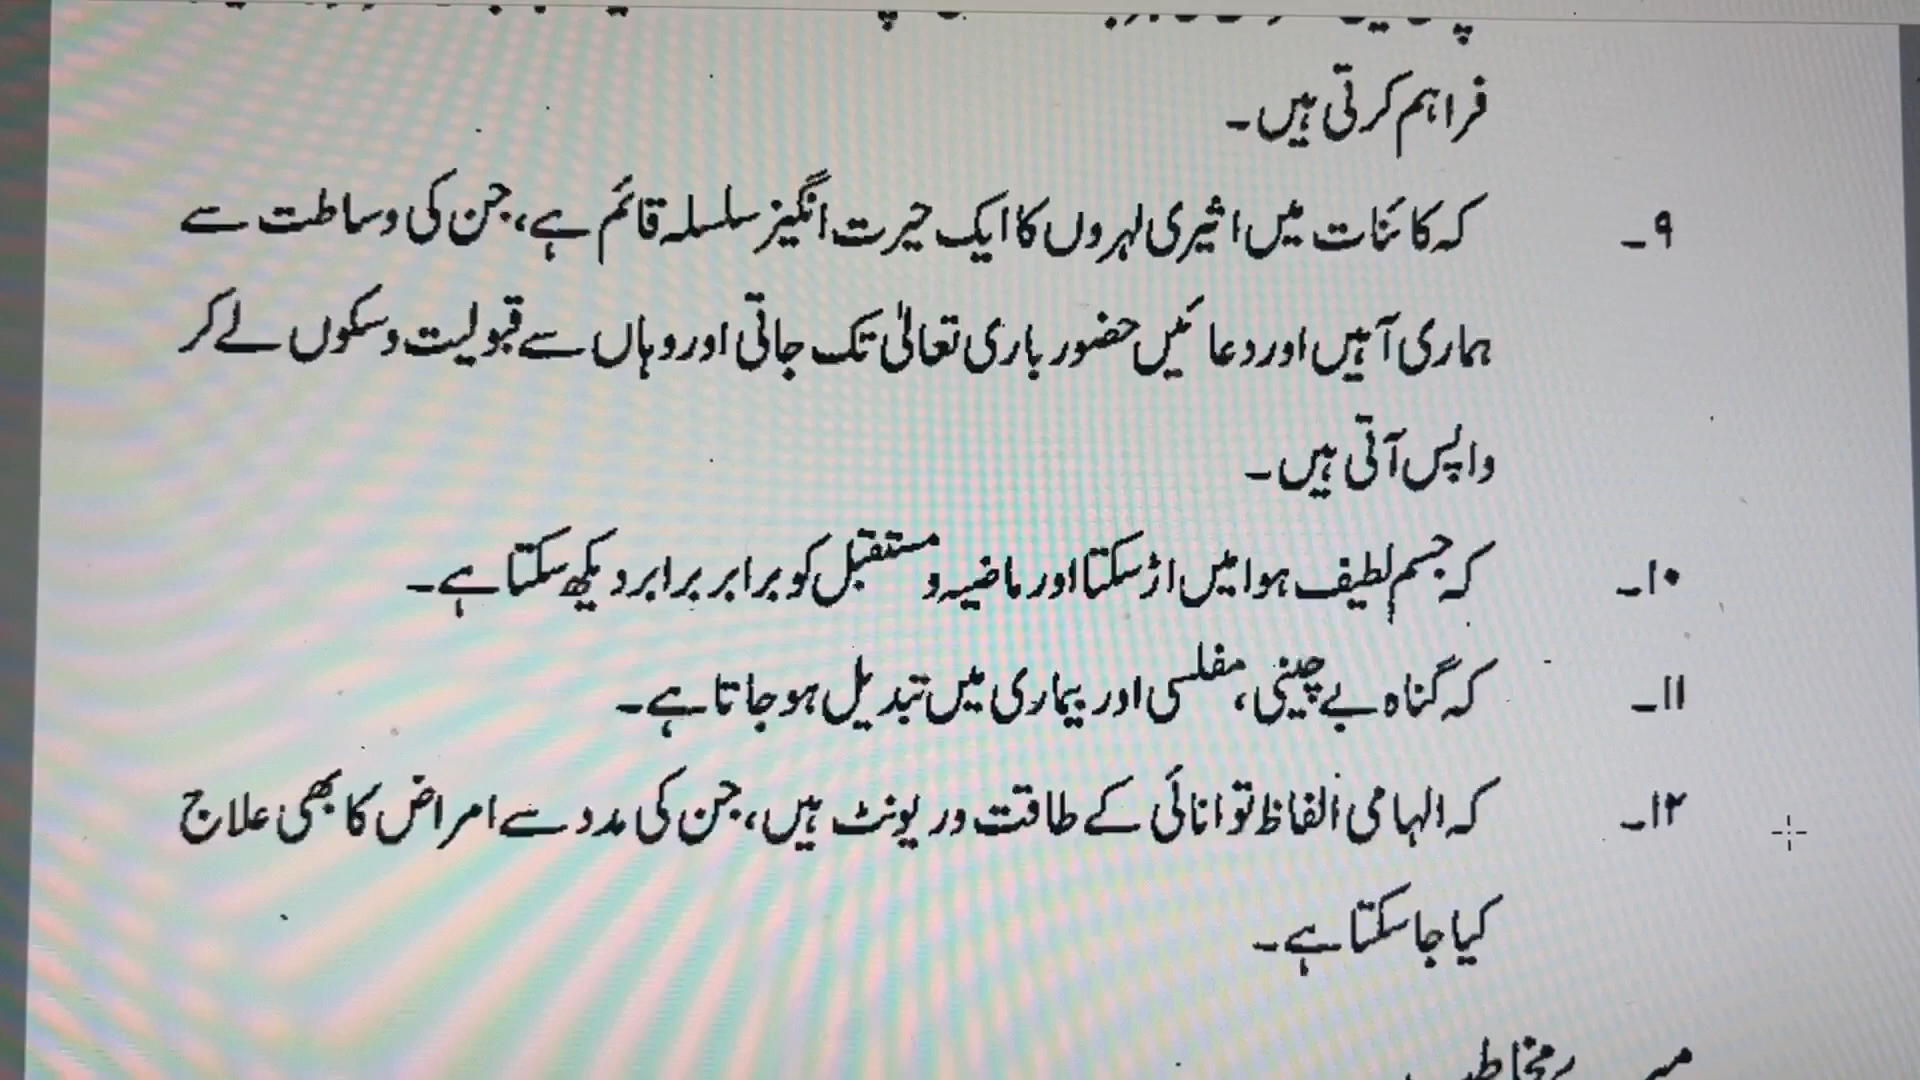 فراہم کرتی ہیں۔
۹۔ کہ کائنات میں اثیری لہروں کا ایک حیرت انگیز سلسلہ قائم ہے، جن کی وساطت سے
ہماری آہیں اور دعائیں حضور باری تعالیٰ تک جاتی اور وہاں سے قبولیت و سکوں لے کر
واپس آتی ہیں۔
۱۰۔ کہ جسم لطیف ہوا میں اڑ سکتا اور ماضیہ و مستقبل کو برابر برابر دیکھ سکتا ہے۔
۱۱۔ کہ گناہ بے چینی، مفلسی اور بیماری میں تبدیل ہو جاتا ہے۔
۱۲۔ کہ الہامی الفاظ توانائی کے طاقت ور یونٹ ہیں، جن کی مدد سے امراض کا بھی علاج
کیا جا سکتا ہے۔